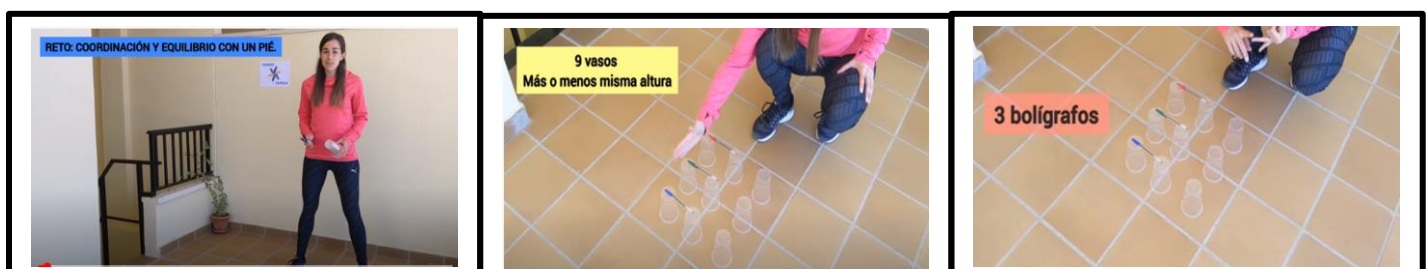 RETO: COORDINACIÓN Y EQUILIBRIO CON UN PIÉ.
9 vasos
Más o menos misma altura
3 bolígrafos